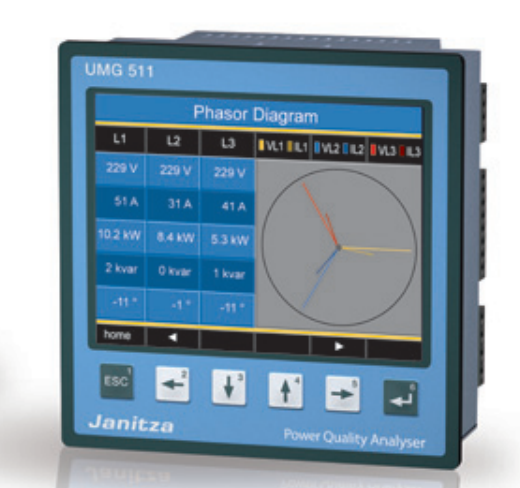 UMG 511
Phasor Diagram
L1 L2 L3 VL1 IL1 VL2 IL2 VL3 IL3
229 V 229 V 229 V
51 A 31 A 41 A
10.2 kW 8.4 kW 5.3 kW
2 kvar 0 kvar 1 kvar
-11 ° -1 ° -11 °
home
ESC 1 2 3 4 5 6
Janitza
Power Quality Analyser